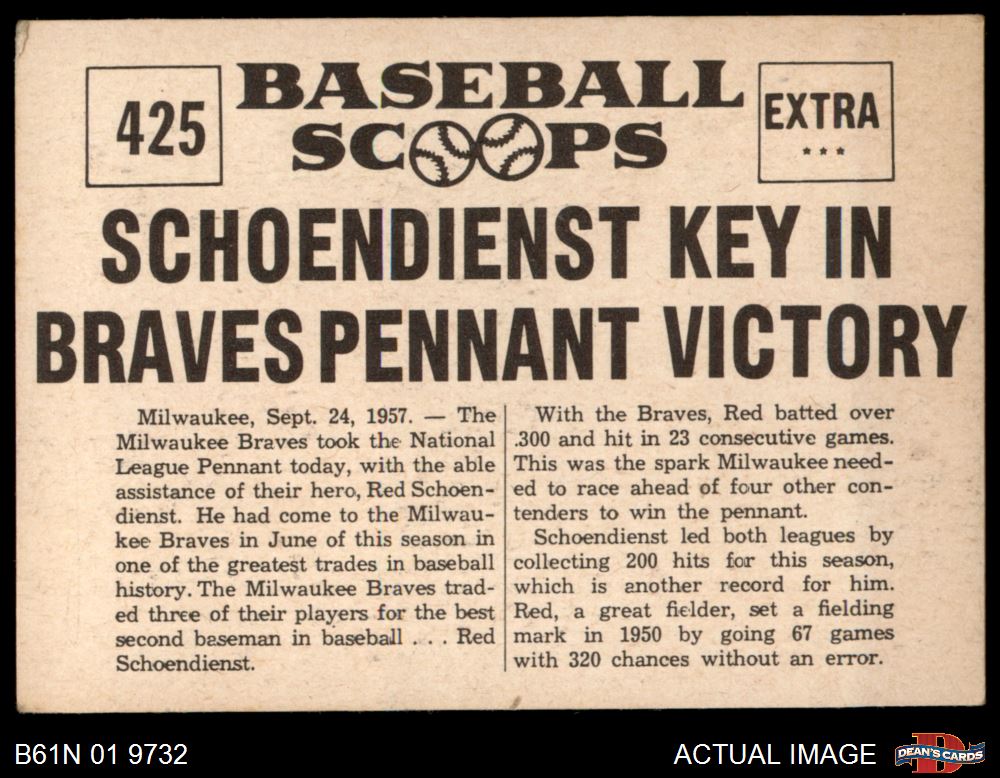 425
BASEBALL
SCOOPS
EXTRA
***
SCHOENDIENST KEY IN
BRAVES PENNANT VICTORY
Milwaukee, Sept. 24, 1957. — The
Milwaukee Braves took the National
League Pennant today, with the able
assistance of their hero, Red Schoen-
dienst. He had come to the Milwau-
kee Braves in June of this season in
one of the greatest trades in baseball
history. The Milwaukee Braves trad-
ed three of their players for the best
second baseman in baseball . . . Red
Schoendienst.
With the Braves, Red batted over
.300 and hit in 23 consecutive games.
This was the spark Milwaukee need-
ed to race ahead of four other con-
tenders to win the pennant.
Schoendienst led both leagues by
collecting 200 hits for this season,
which is another record for him.
Red, a great fielder, set a fielding
mark in 1950 by going 67 games
with 320 chances without an error.
B61N 01 9732
ACTUAL IMAGE
D
DEAN'S CARDS